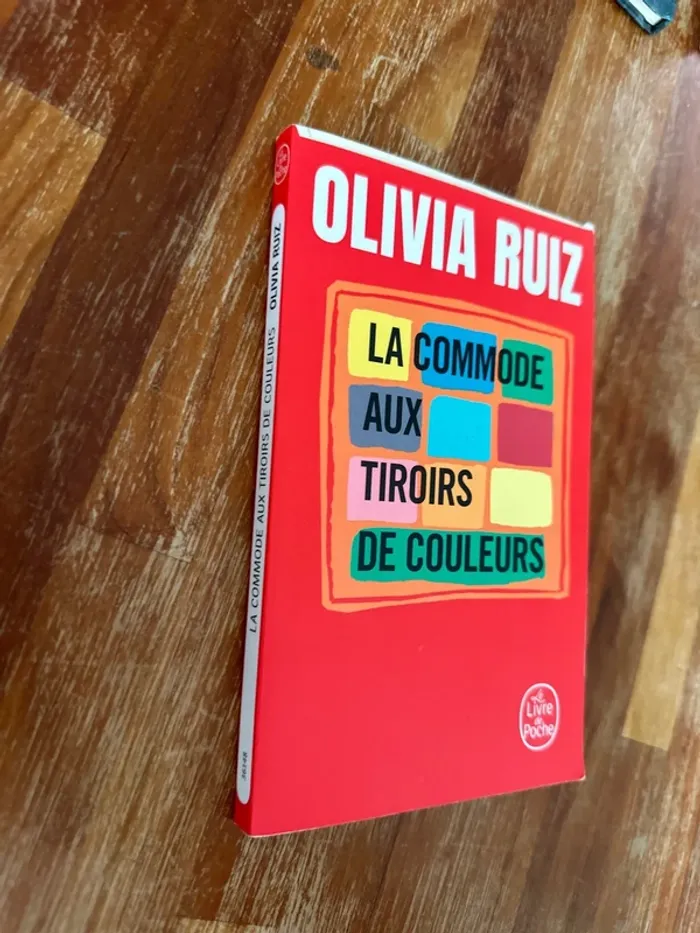 OLIVIA RUIZ
LA COMMODE
AUX
TIROIRS
DE COULEURS
Le
Livre
de
Poche
LA COMMODE AUX TIROIRS DE COULEURS OLIVIA RUIZ